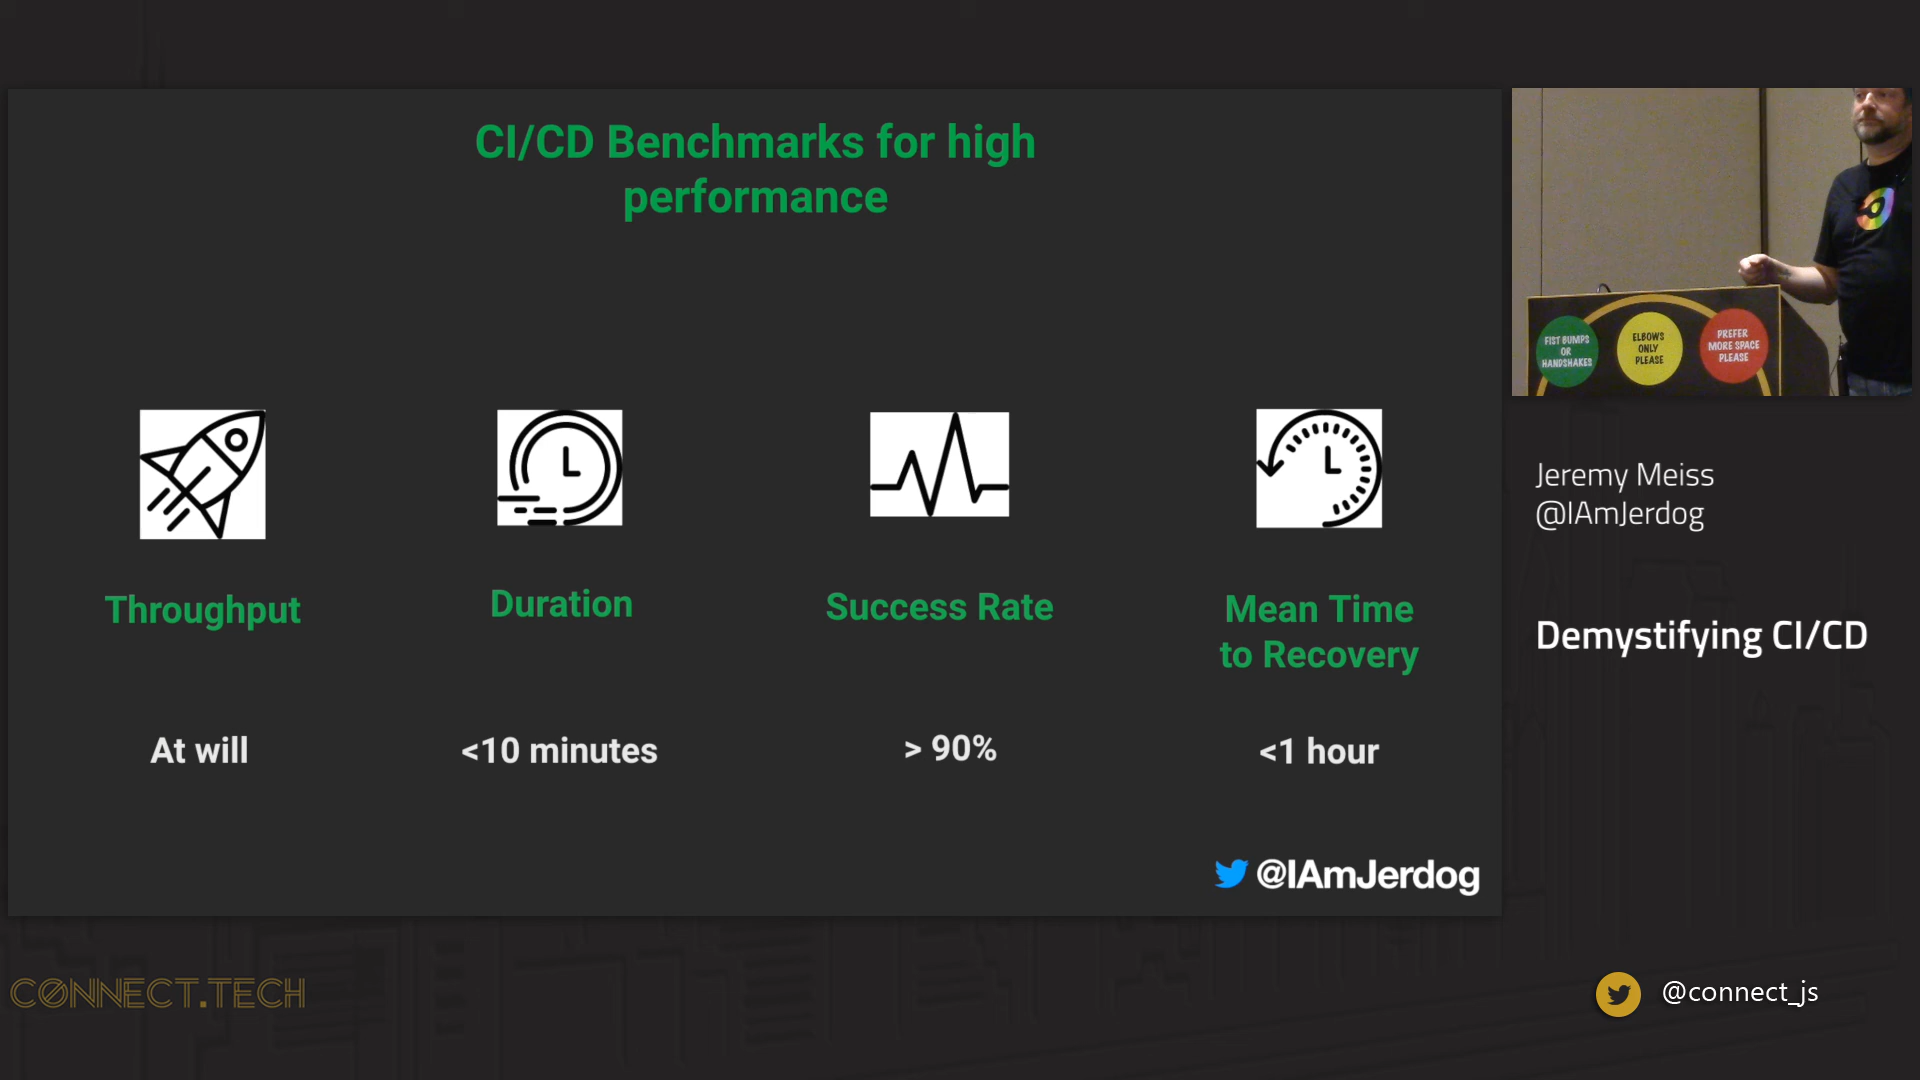 CI/CD Benchmarks for high
performance
Throughput
Duration
Success Rate
Mean Time
to Recovery
At will
<10 minutes
> 90%
<1 hour
@IAmJerdog
FIST BUMPS
OR
HANDSHAKES
ELBOWS
ONLY
PLEASE
PREFER
MORE SPACE
PLEASE
Jeremy Meiss
@IAmJerdog
Demystifying CI/CD
CONNECT.TECH
@connect_js